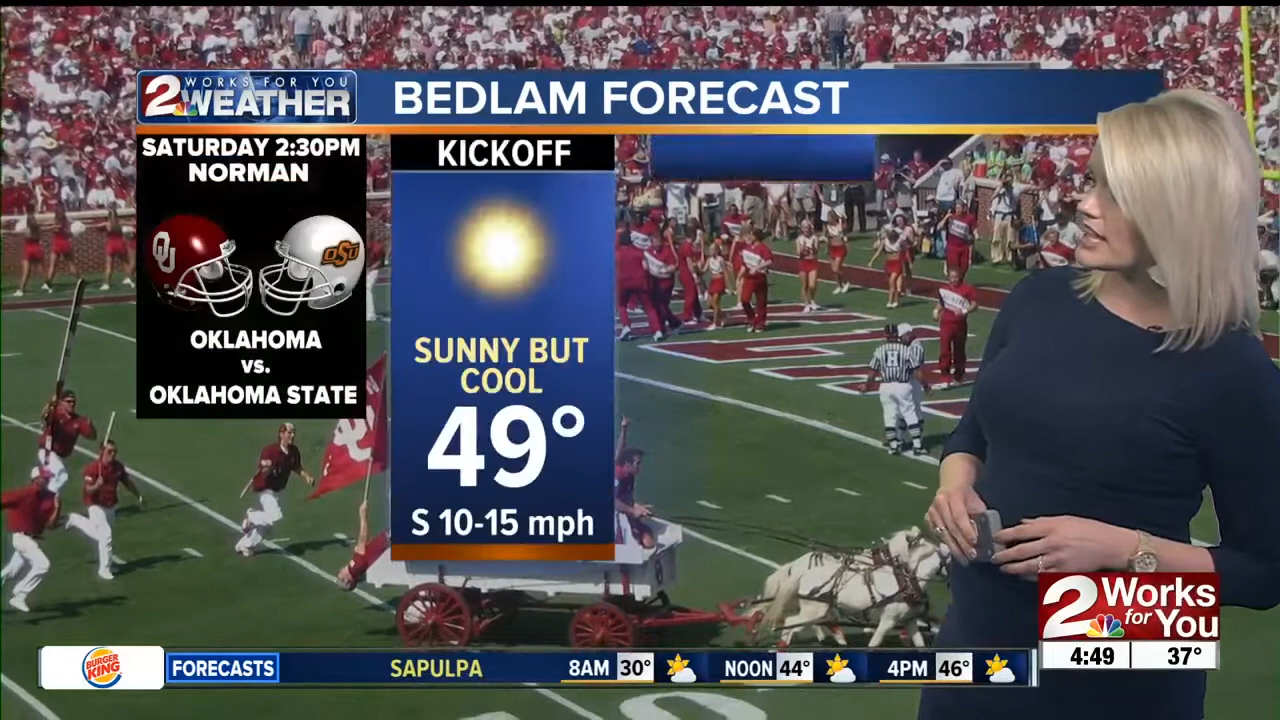 2 WORKS FOR YOU
WEATHER
BEDLAM FORECAST
SATURDAY 2:30PM
NORMAN
OU
OSU
OKLAHOMA
VS.
OKLAHOMA STATE
KICKOFF
SUNNY BUT
COOL
49°
S 10-15 mph
H
2 Works
for You
4:49 37°
BURGER
KING
FORECASTS
SAPULPA 8AM 30° NOON 44° 4PM 46°